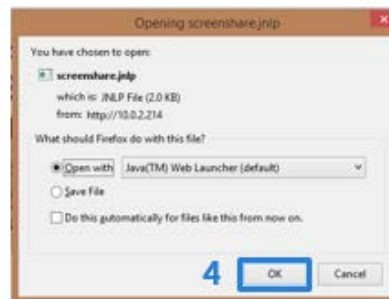 Opening screenshare.jnlp
You have chosen to open:
screenshare.jnlp
which is: JNLP File (2.0 KB)
from: http://10.0.2.214
What should Firefox do with this file?
Open with Java(TM) Web Launcher (default)
Save File
Do this automatically for files like this from now on.
4 OK Cancel